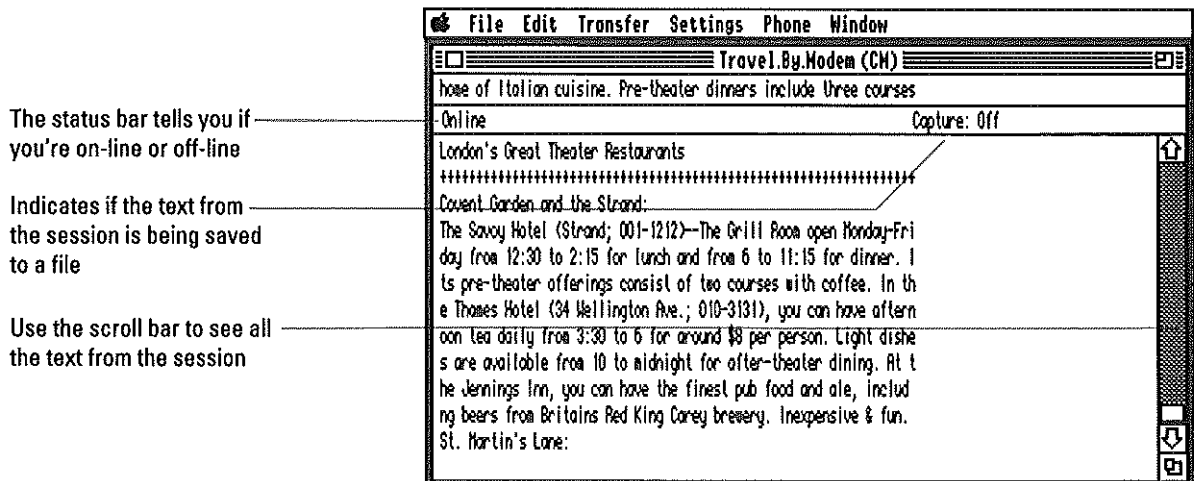 File Edit Transfer Settings Phone Window
Travel.By.Modem (CM)
home of Italian cuisine. Pre-theater dinners include three courses
Online Capture: Off
London's Great Theater Restaurants
Covent Garden and the Strand:
The Savoy Hotel (Strand; 001-1212)--The Grill Room open Monday-Fri
day from 12:30 to 2:15 for lunch and from 6 to 11:15 for dinner. I
ts pre-theater offerings consist of two courses with coffee. In th
e Thames Hotel (34 Wellington Ave.; 010-3131), you can have aftern
oon tea daily from 3:30 to 6 for around $8 per person. Light dishe
s are available from 10 to midnight for after-theater dining. At t
he Jennings Inn, you can have the finest pub food and ale, includ
ng beers from Britains Red King Carey brewery. Inexpensive & fun.
St. Martin's Lane:
The status bar tells you if
you're on-line or off-line
Indicates if the text from
the session is being saved
to a file
Use the scroll bar to see all
the text from the session